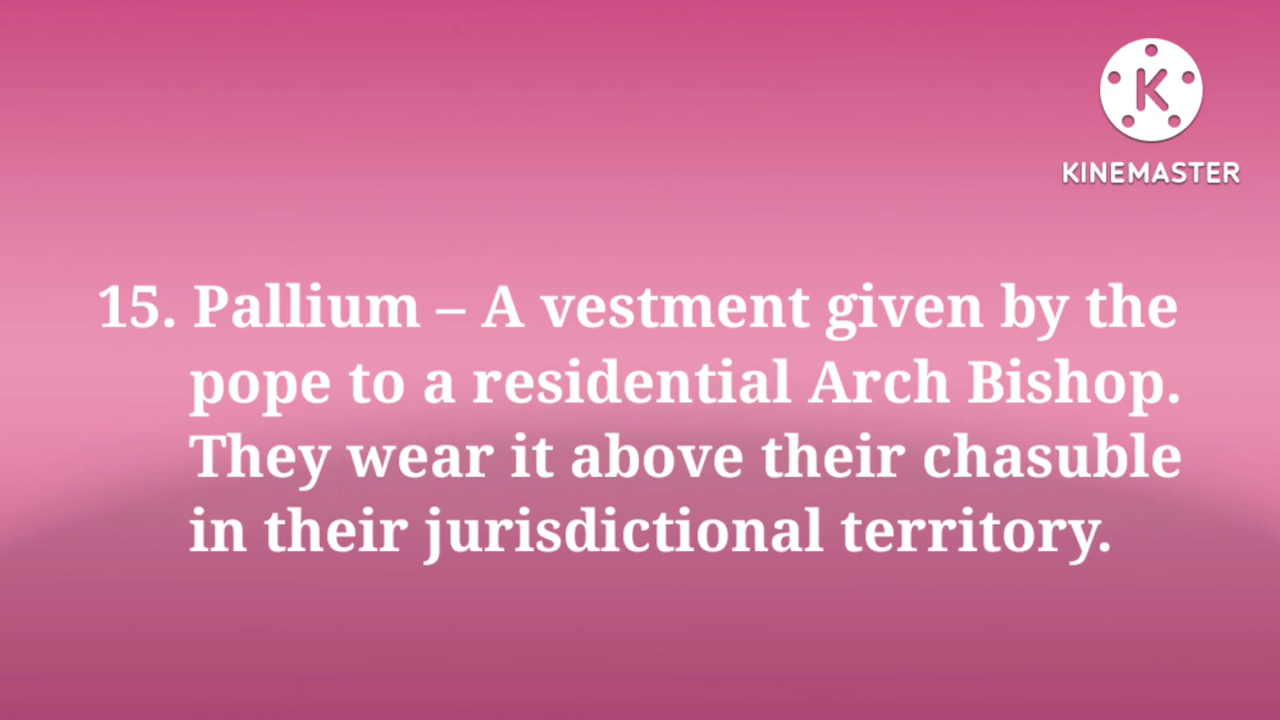 K
KINEMASTER
15. Pallium – A vestment given by the
pope to a residential Arch Bishop.
They wear it above their chasuble
in their jurisdictional territory.